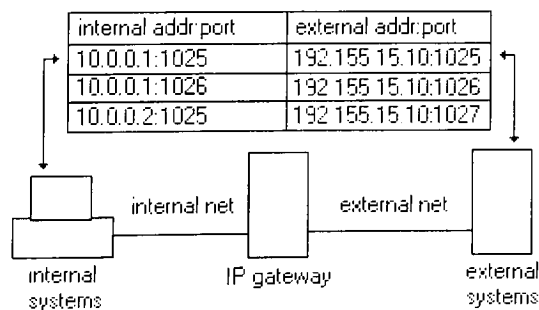 internal addr:port external addr:port
10.0.0.1:1025 192.155.15.10:1025
10.0.0.1:1026 192.155.15.10:1026
10.0.0.2:1025 192.155.15.10:1027
internal net external net
internal systems
IP gateway
external systems